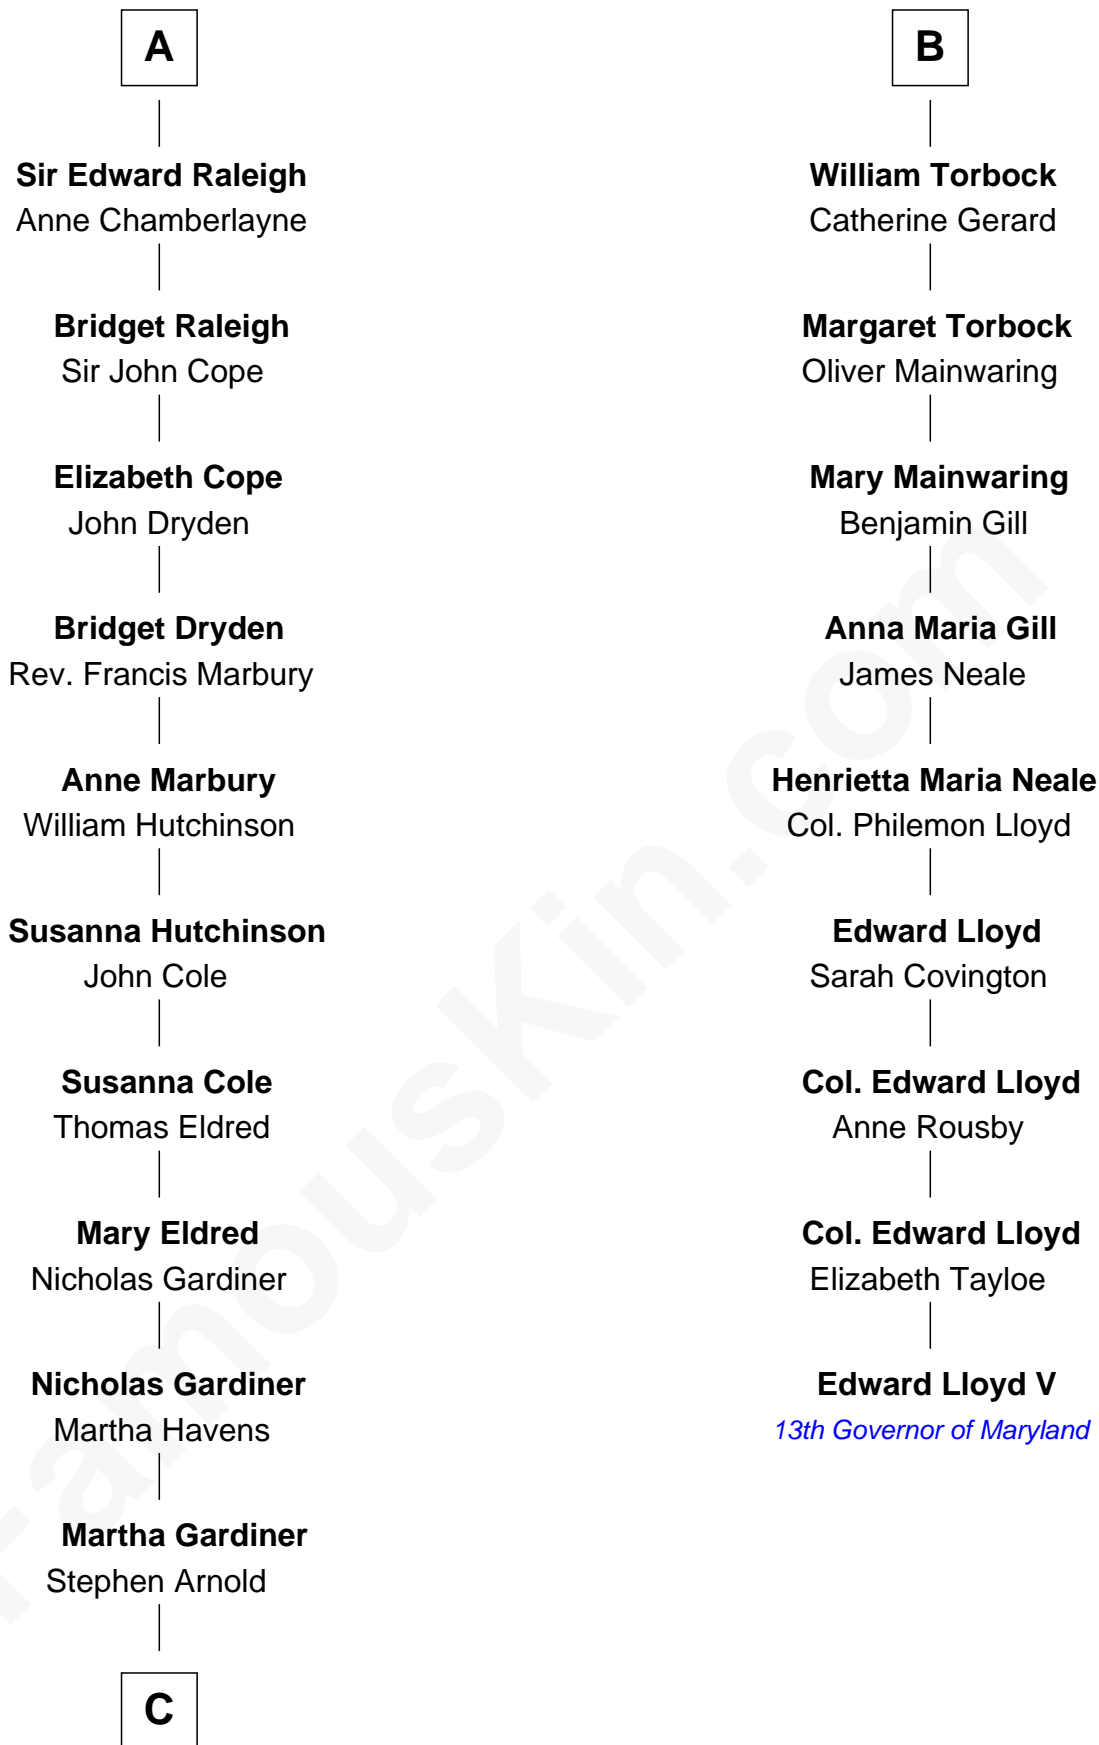 A
Sir Edward Raleigh
Anne Chamberlayne
Bridget Raleigh
Sir John Cope
Elizabeth Cope
John Dryden
Bridget Dryden
Rev. Francis Marbury
Anne Marbury
William Hutchinson
Susanna Hutchinson
John Cole
Susanna Cole
Thomas Eldred
Mary Eldred
Nicholas Gardiner
Nicholas Gardiner
Martha Havens
Martha Gardiner
Stephen Arnold
C
B
William Torbock
Catherine Gerard
Margaret Torbock
Oliver Mainwaring
Mary Mainwaring
Benjamin Gill
Anna Maria Gill
James Neale
Henrietta Maria Neale
Col. Philemon Lloyd
Edward Lloyd
Sarah Covington
Col. Edward Lloyd
Anne Rousby
Col. Edward Lloyd
Elizabeth Tayloe
Edward Lloyd V
13th Governor of Maryland
FamousKin.com